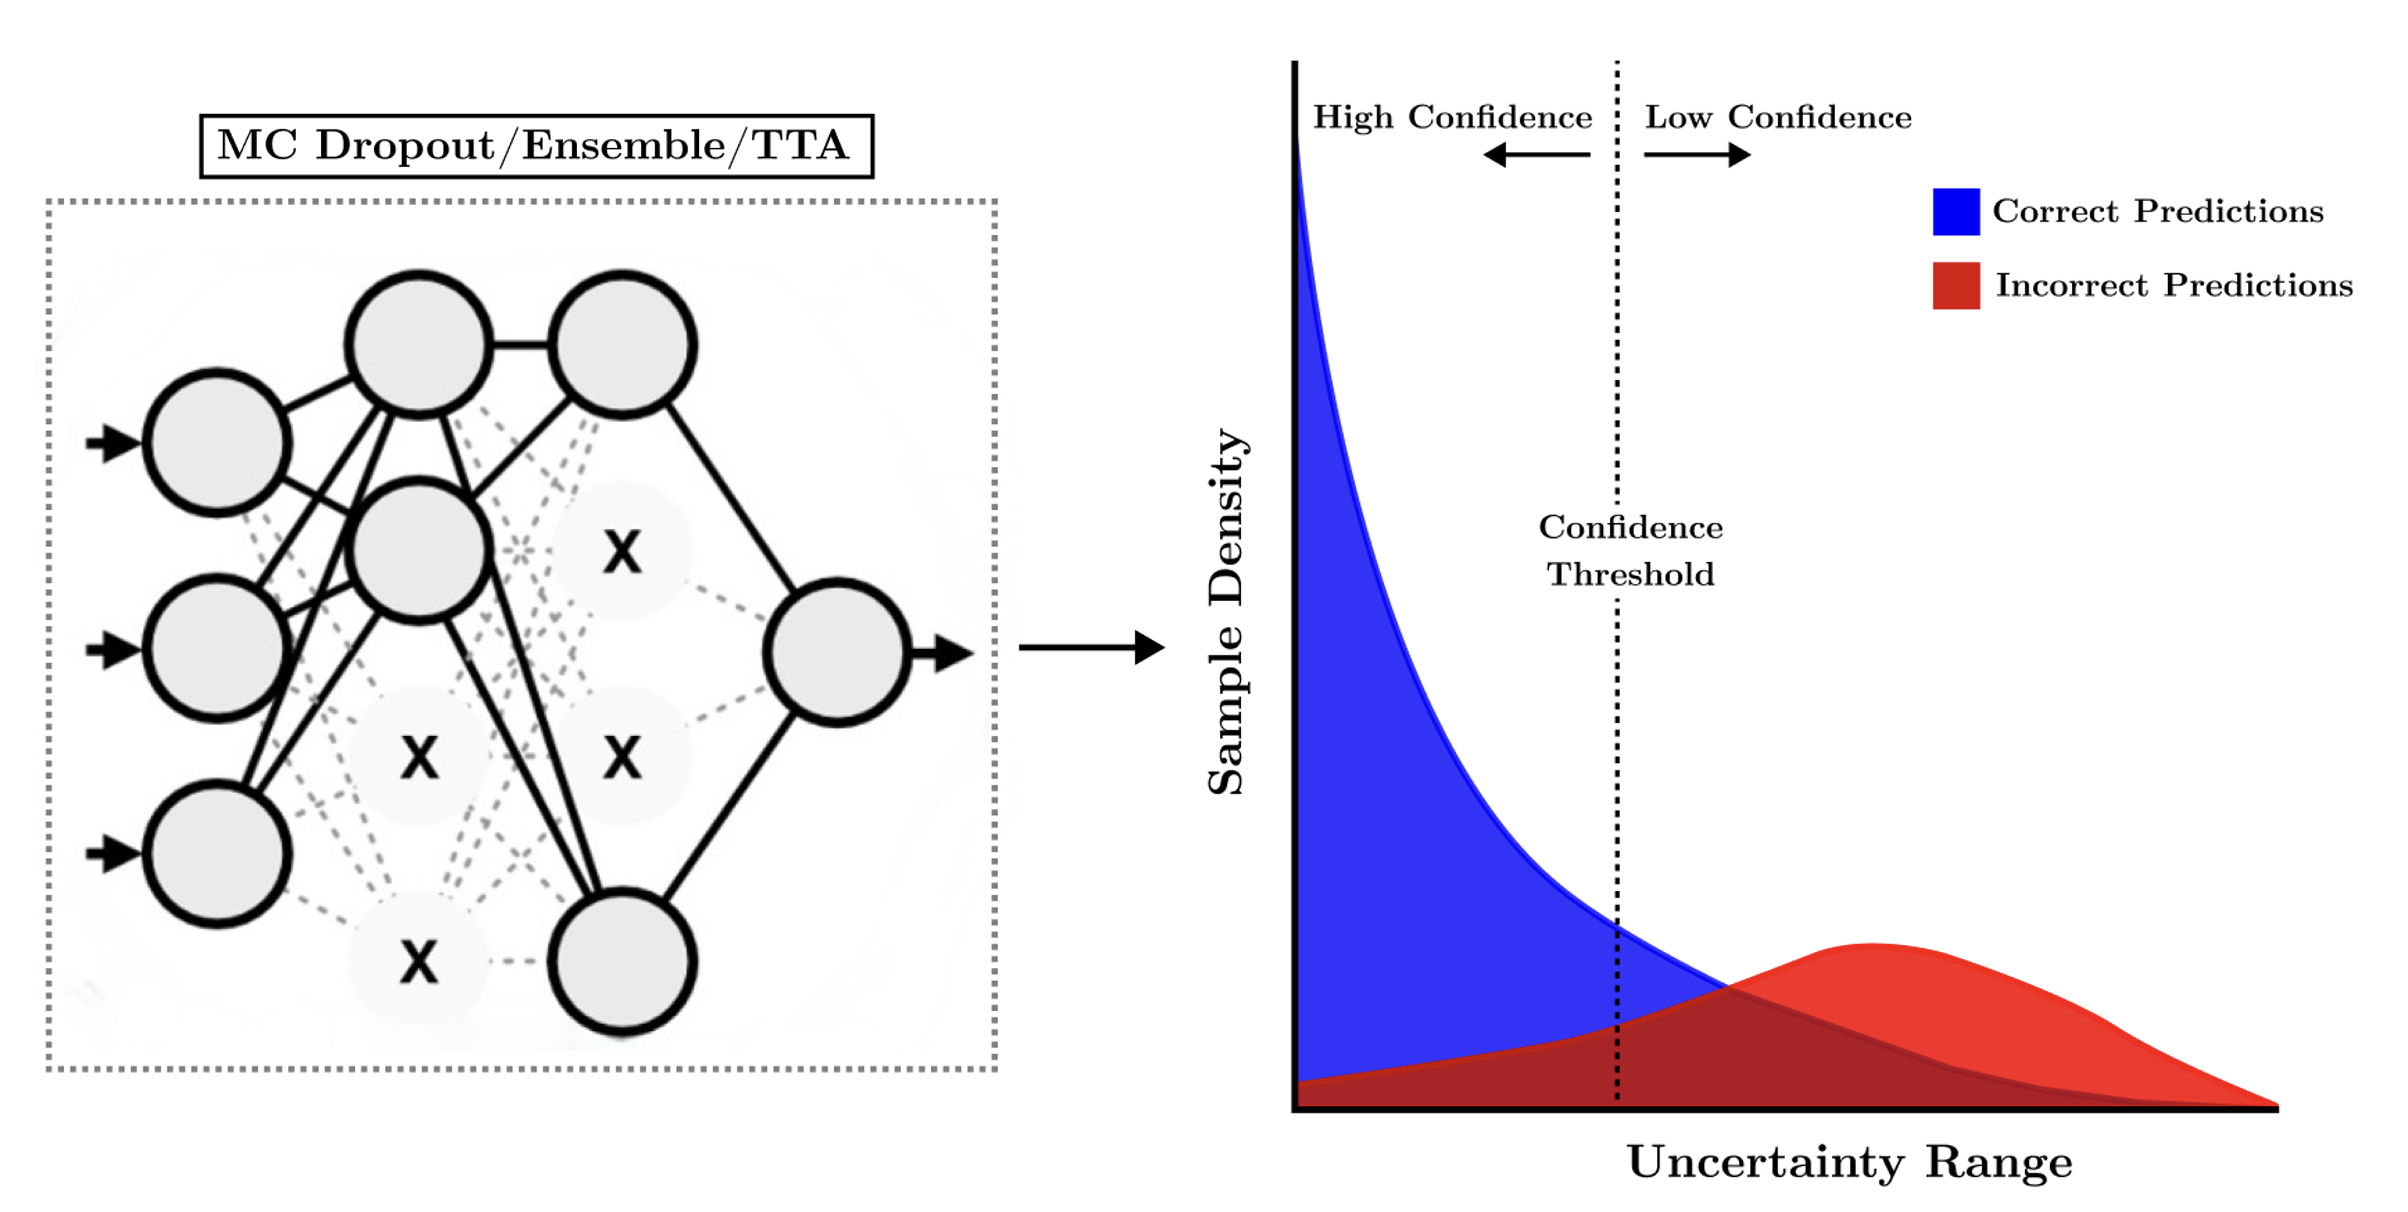 MC Dropout/Ensemble/TTA
X
X
X
X
High Confidence
Low Confidence
Correct Predictions
Incorrect Predictions
Confidence
Threshold
Sample Density
Uncertainty Range